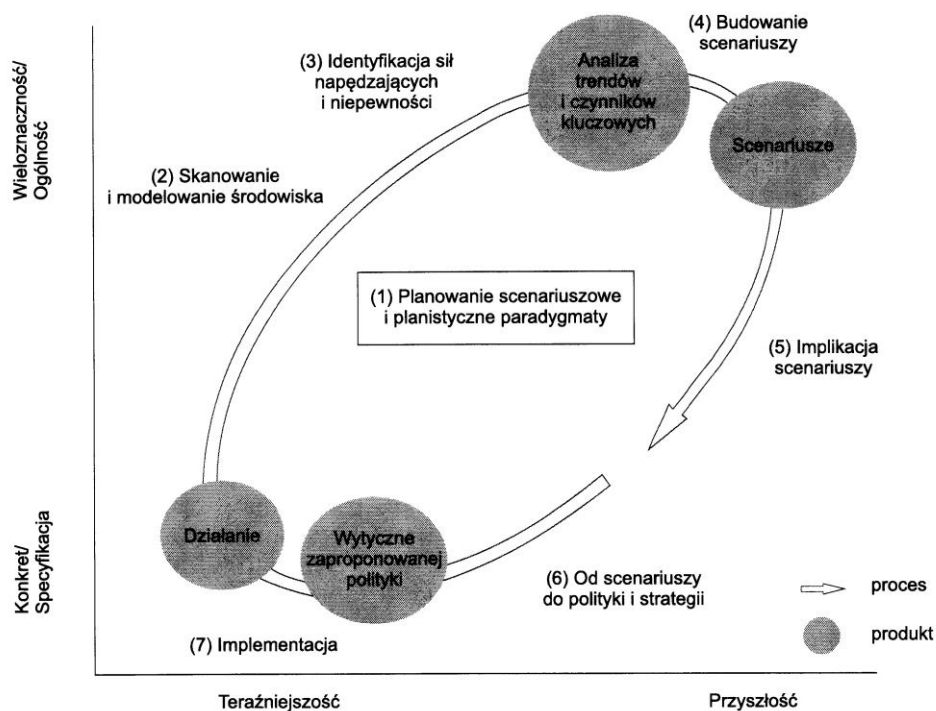 (4) Budowanie
scenariuszy
(3) Identyfikacja sił
napędzających
i niepewności
Analiza
trendów
i czynników
kluczowych
Scenariusze
Wieloznaczność/
Ogólność
(2) Skanowanie
i modelowanie środowiska
(1) Planowanie scenariuszowe
i planistyczne paradygmaty
(5) Implikacja
scenariuszy
Działanie
Wytyczne
zaproponowanej
polityki
Konkret/
Specyfikacja
(6) Od scenariuszy
do polityki i strategii
proces
produkt
(7) Implementacja
Teraźniejszość
Przyszłość